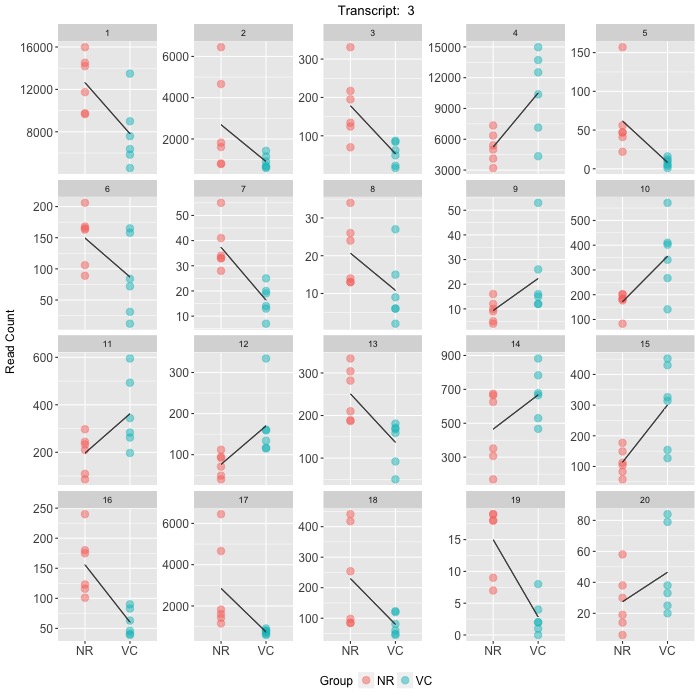 Transcript: 3
1 2 3 4 5
16000 12000 8000
6000 4000 2000
300 200 100
15000 12000 9000 6000 3000
150 100 50 0
6 7 8 9 10
200 150 100 50
50 40 30 20 10
30 20 10
50 40 30 20 10
500 400 300 200 100
Read Count
11 12 13 14 15
600 400 200
300 200 100
300 200 100
900 700 500 300
400 300 200 100
16 17 18 19 20
250 200 150 100 50
6000 4000 2000
400 300 200 100
15 10 5 0
80 60 40 20
NR VC NR VC NR VC NR VC NR VC
Group NR VC